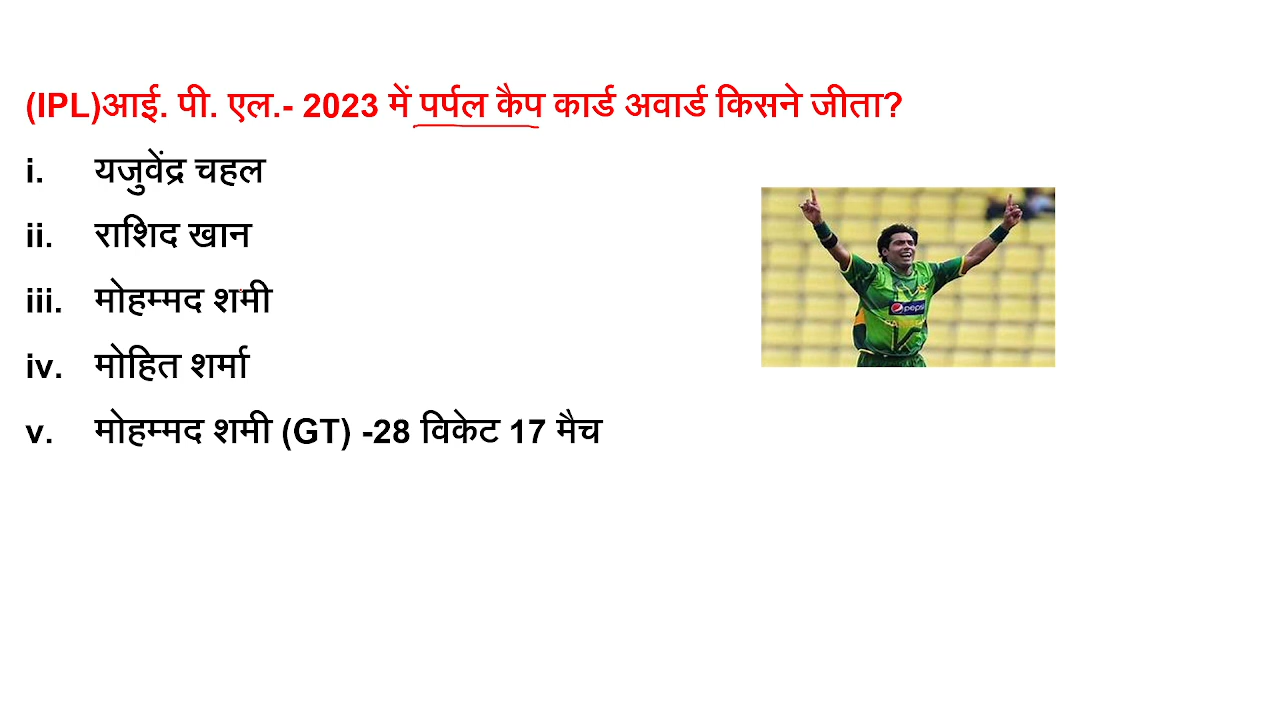 (IPL)आई. पी. एल.- 2023 में पर्पल कैप कार्ड अवार्ड किसने जीता?
i. यजुवेंद्र चहल
ii. राशिद खान
iii. मोहम्मद शमी
iv. मोहित शर्मा
v. मोहम्मद शमी (GT) -28 विकेट 17 मैच
pepsi